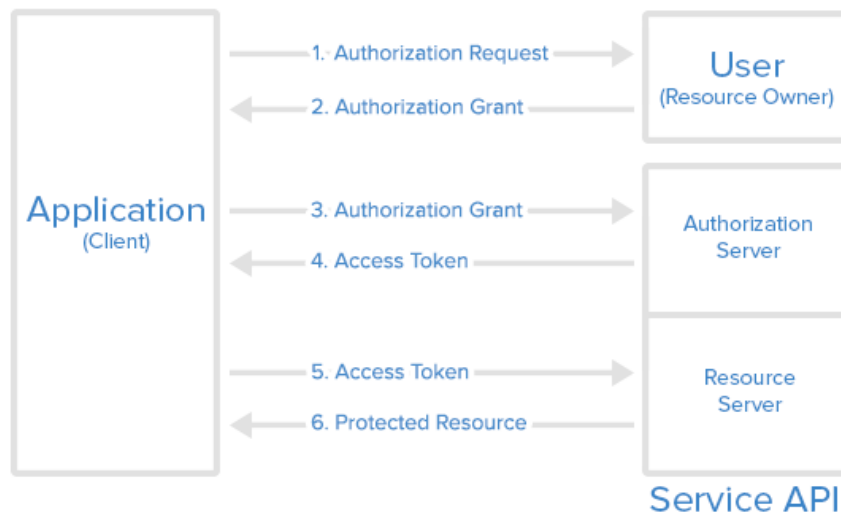 1. Authorization Request
User
(Resource Owner)
2. Authorization Grant
Application
(Client)
3. Authorization Grant
Authorization
Server
4. Access Token
5. Access Token
Resource
Server
6. Protected Resource
Service API